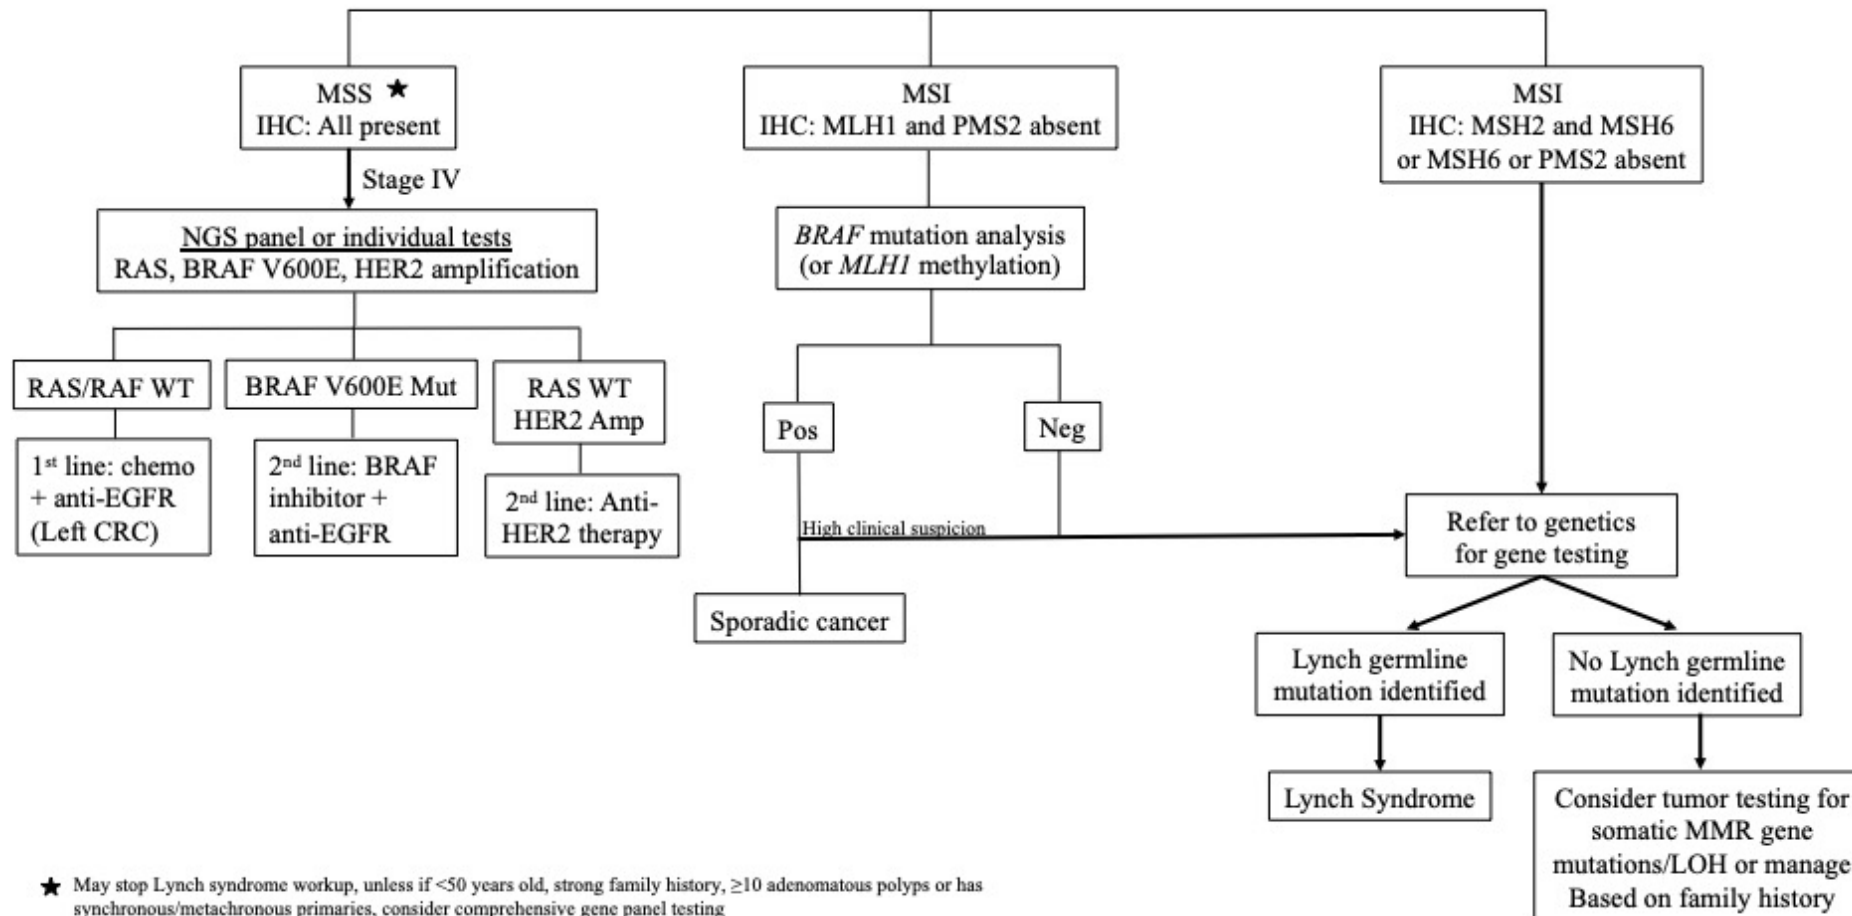 MSS ★
IHC: All present
MSI
IHC: MLH1 and PMS2 absent
MSI
IHC: MSH2 and MSH6
or MSH6 or PMS2 absent
Stage IV
NGS panel or individual tests
RAS, BRAF V600E, HER2 amplification
BRAF mutation analysis
(or MLH1 methylation)
RAS/RAF WT
BRAF V600E Mut
RAS WT
HER2 Amp
Pos
Neg
1st line: chemo
+ anti-EGFR
(Left CRC)
2nd line: BRAF
inhibitor +
anti-EGFR
2nd line: Anti-
HER2 therapy
High clinical suspicion
Refer to genetics
for gene testing
Sporadic cancer
Lynch germline
mutation identified
No Lynch germline
mutation identified
Lynch Syndrome
Consider tumor testing for
somatic MMR gene
mutations/LOH or manage
Based on family history
★ May stop Lynch syndrome workup, unless if <50 years old, strong family history, ≥10 adenomatous polyps or has
synchronous/metachronous primaries, consider comprehensive gene panel testing